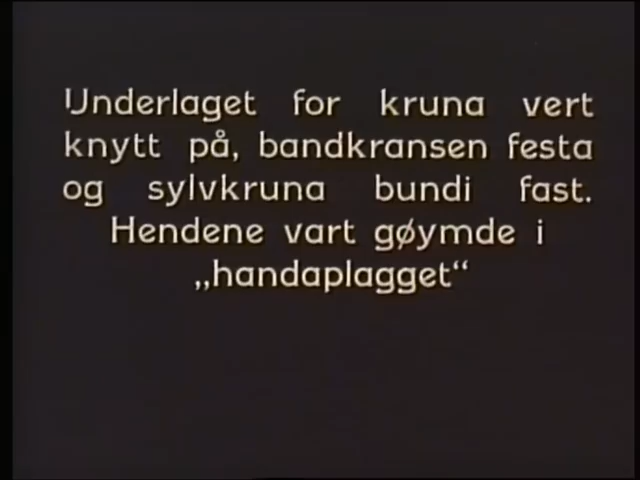 Underlaget for kruna vert
knytt på, bandkransen festa
og sylvkruna bundi fast.
Hendene vart gøymde i
„handaplagget“